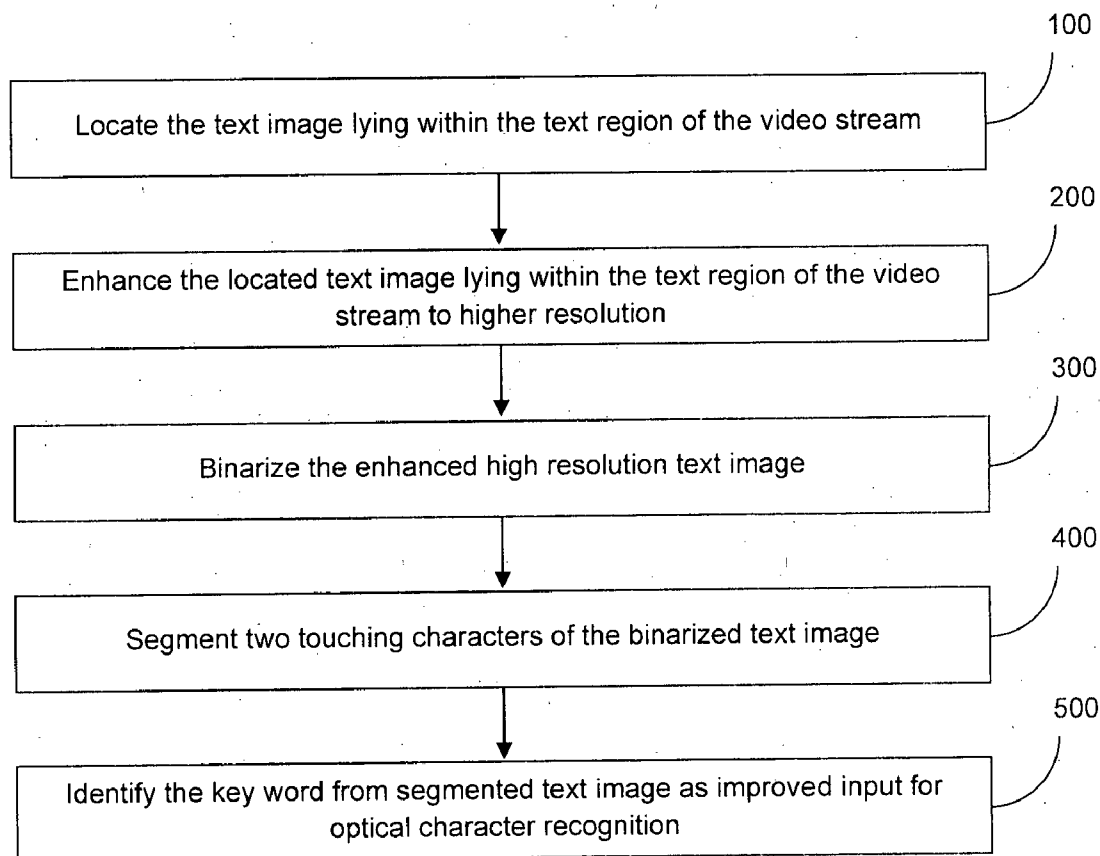 100
Locate the text image lying within the text region of the video stream
200
Enhance the located text image lying within the text region of the video
stream to higher resolution
300
Binarize the enhanced high resolution text image
400
Segment two touching characters of the binarized text image
500
Identify the key word from segmented text image as improved input for
optical character recognition